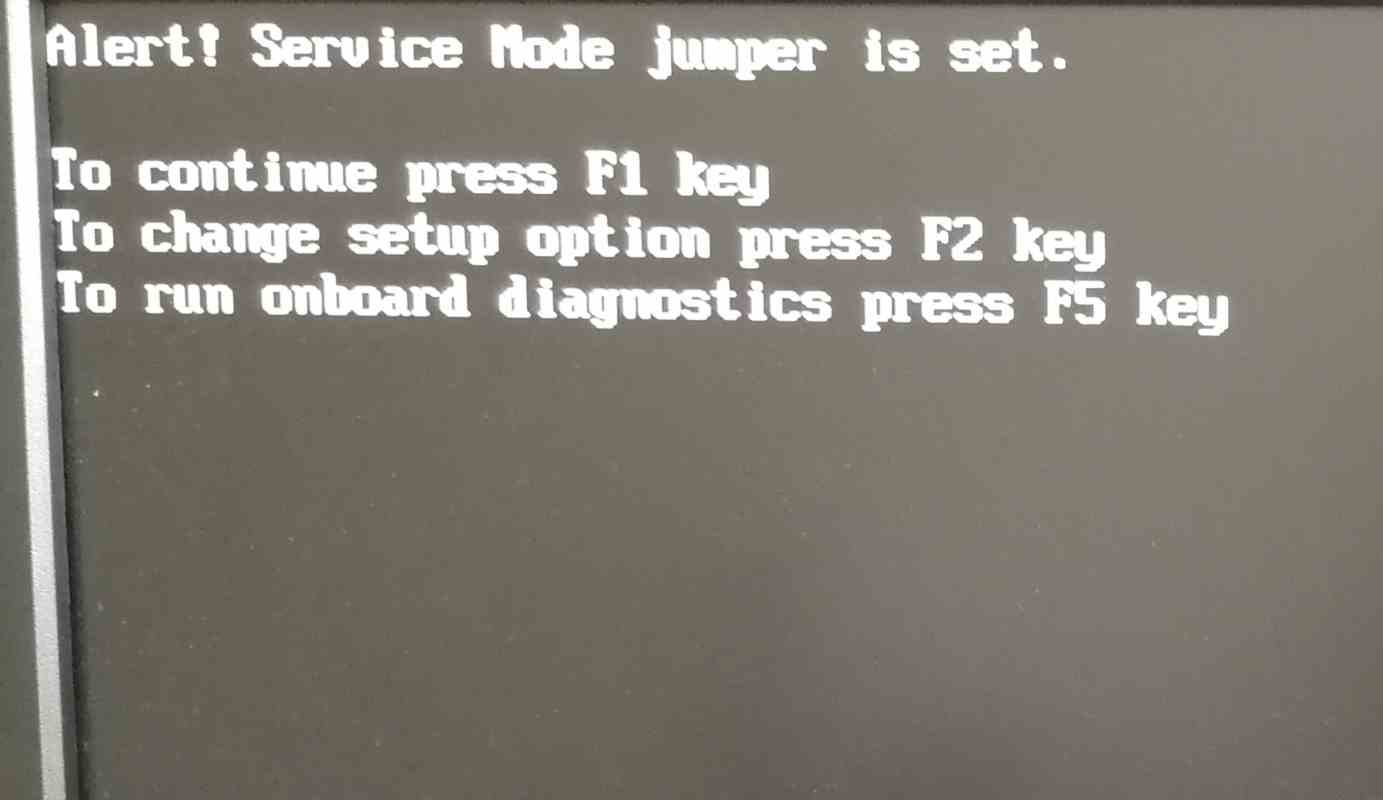 Alert! Service Mode jumper is set.
To continue press F1 key
To change setup option press F2 key
To run onboard diagnostics press F5 key